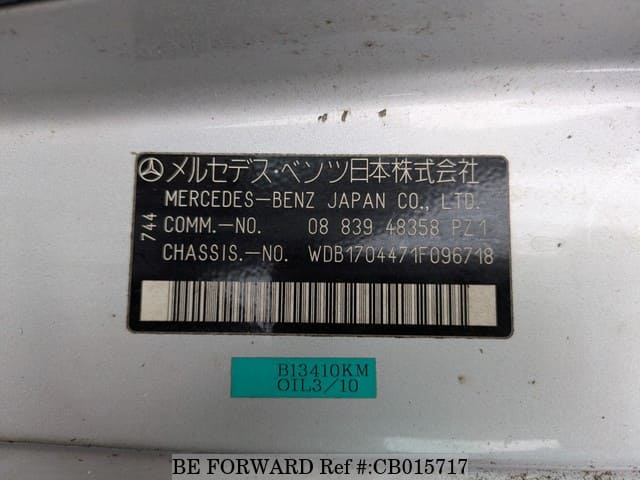 メルセデス・ベンツ日本株式会社
MERCEDES-BENZ JAPAN CO., LTD.
744
COMM.-NO. 08 839 48358 PZ1
CHASSIS.-NO. WDB1704471F096718
B13410KM
OIL3/10
BE FORWARD Ref #:CB015717